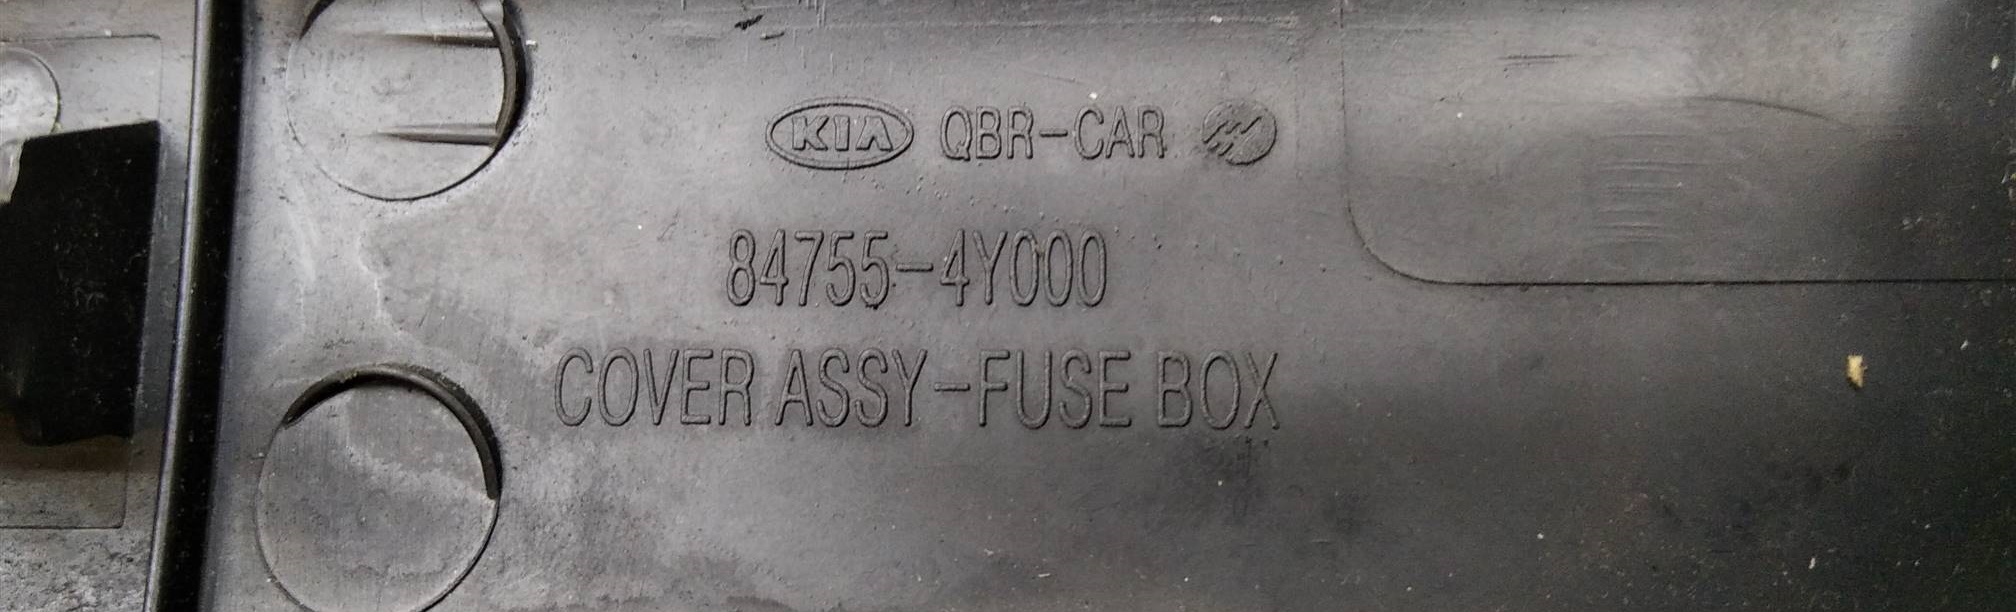 KIA QBR-CAR
84755-4Y000
COVER ASSY-FUSE BOX